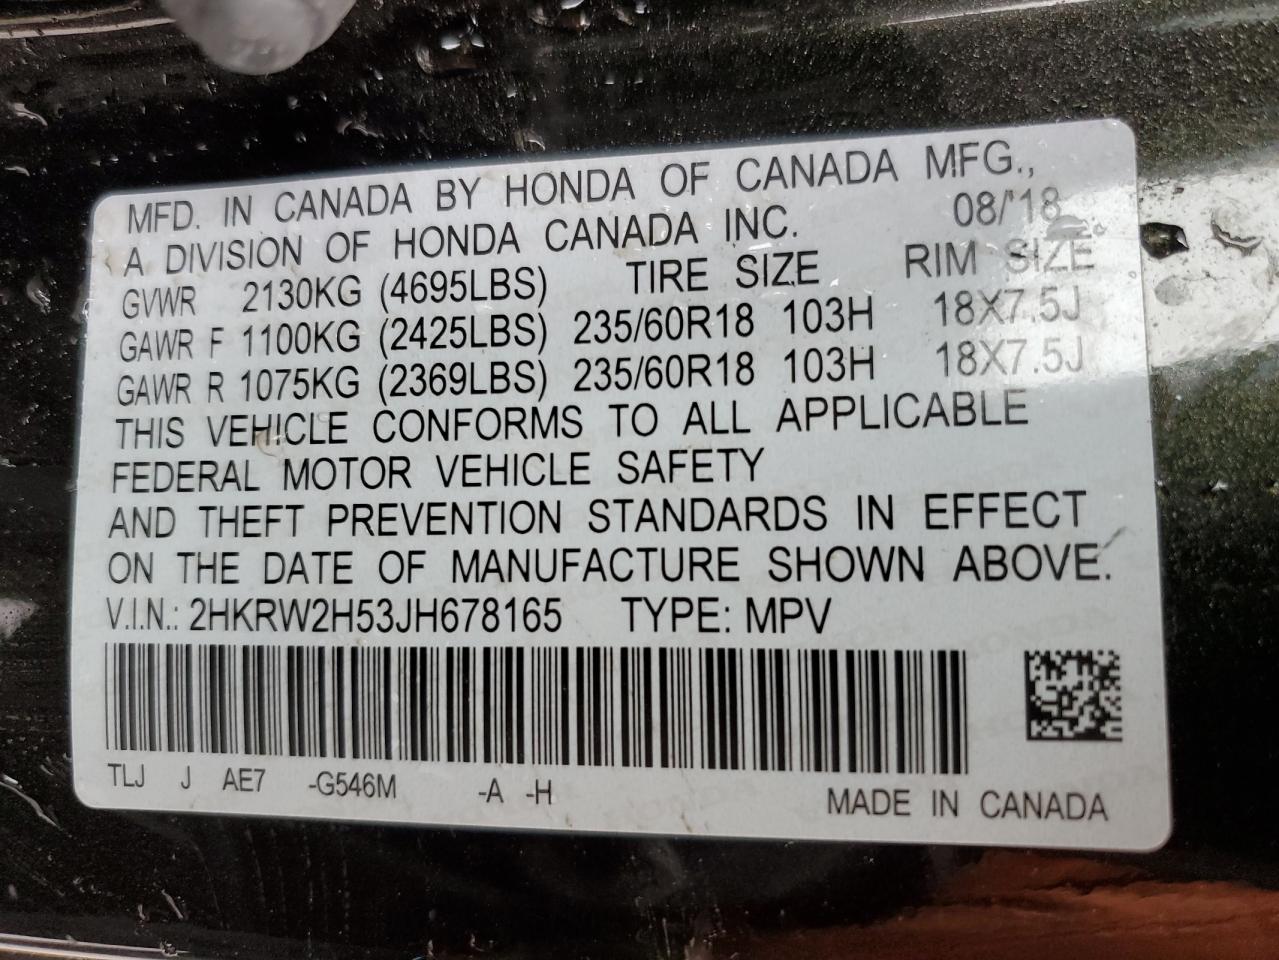 MFD. IN CANADA BY HONDA OF CANADA MFG.,
A DIVISION OF HONDA CANADA INC. 08/'18
GVWR 2130KG (4695LBS) TIRE SIZE RIM SIZE
GAWR F 1100KG (2425LBS) 235/60R18 103H 18X7.5J
GAWR R 1075KG (2369LBS) 235/60R18 103H 18X7.5J
THIS VEHICLE CONFORMS TO ALL APPLICABLE
FEDERAL MOTOR VEHICLE SAFETY
AND THEFT PREVENTION STANDARDS IN EFFECT
ON THE DATE OF MANUFACTURE SHOWN ABOVE.
V.I.N.: 2HKRW2H53JH678165 TYPE: MPV
TLJ J AE7 -G546M -A -H MADE IN CANADA